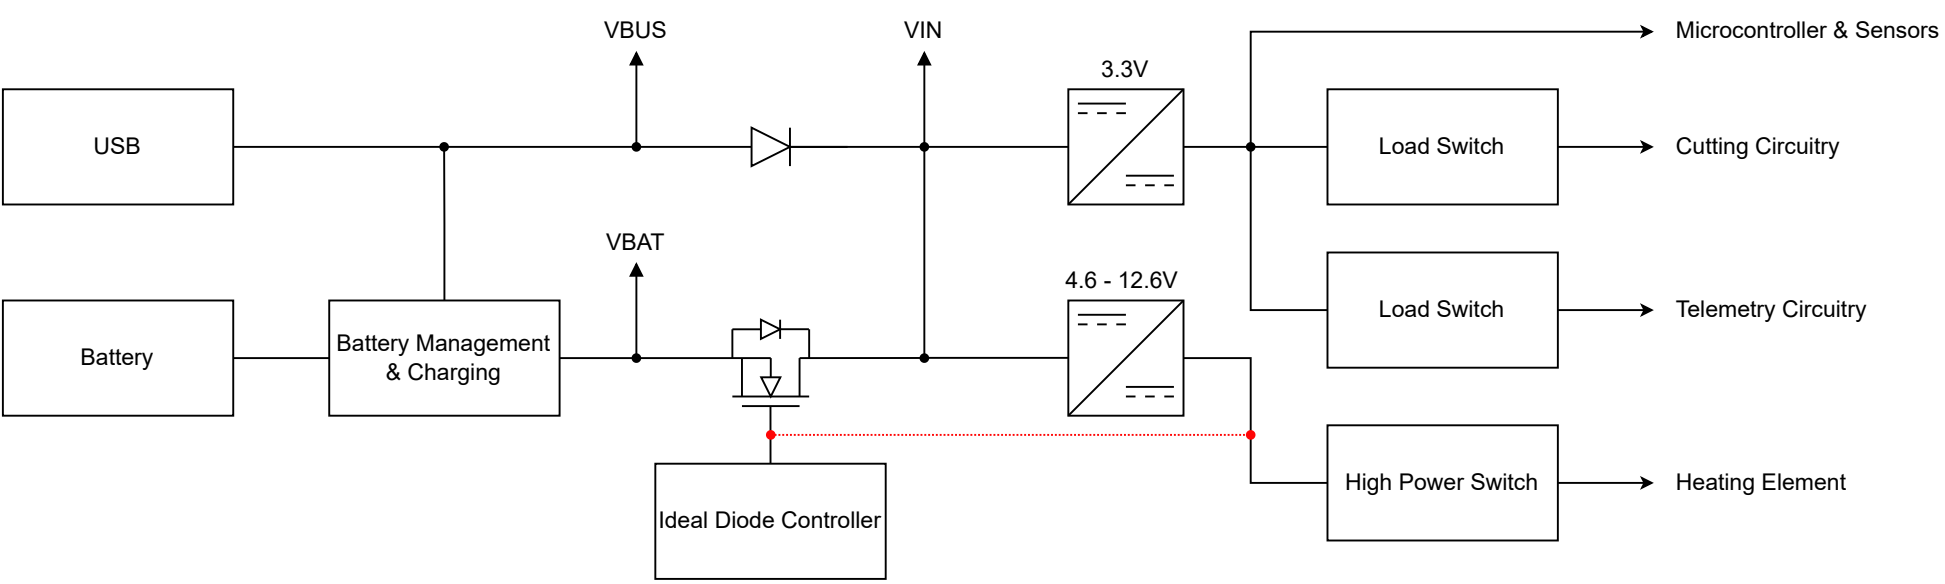 VBUS
VIN
Microcontroller & Sensors
3.3V
USB
Load Switch
Cutting Circuitry
VBAT
4.6 - 12.6V
Battery
Battery Management
& Charging
Load Switch
Telemetry Circuitry
High Power Switch
Heating Element
Ideal Diode Controller